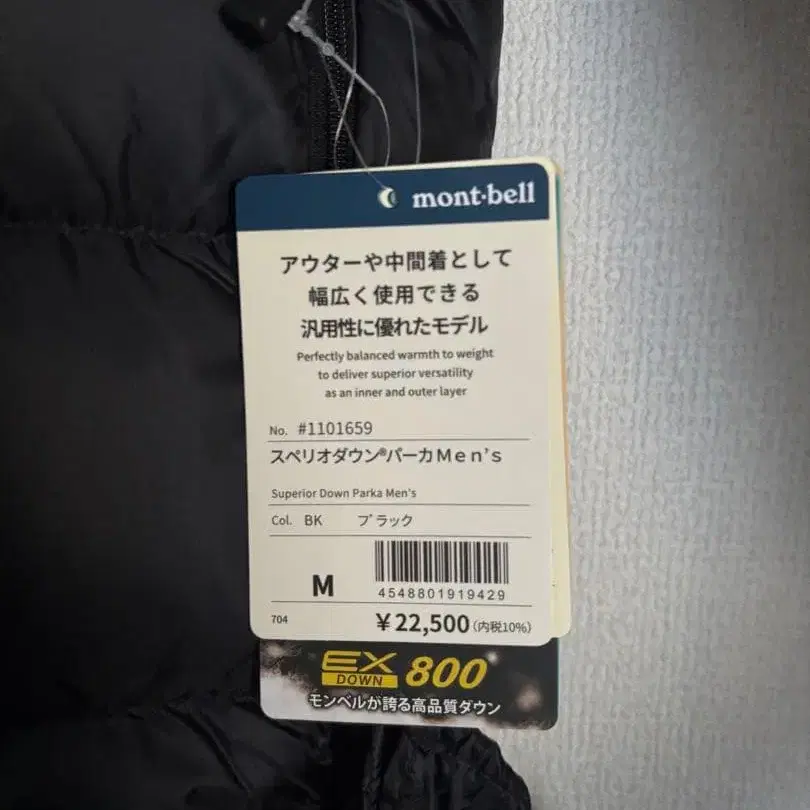 mont·bell
アウターや中間着として
幅広く使用できる
汎用性に優れたモデル
Perfectly balanced warmth to weight
to deliver superior versatility
as an inner and outer layer
No. #1101659
スペリオダウン®パーカMen's
Superior Down Parka Men's
Col. BK ブラック
M
4548801919429
704 ¥22,500(内税10%)
EX DOWN 800
モンベルが誇る高品質ダウン